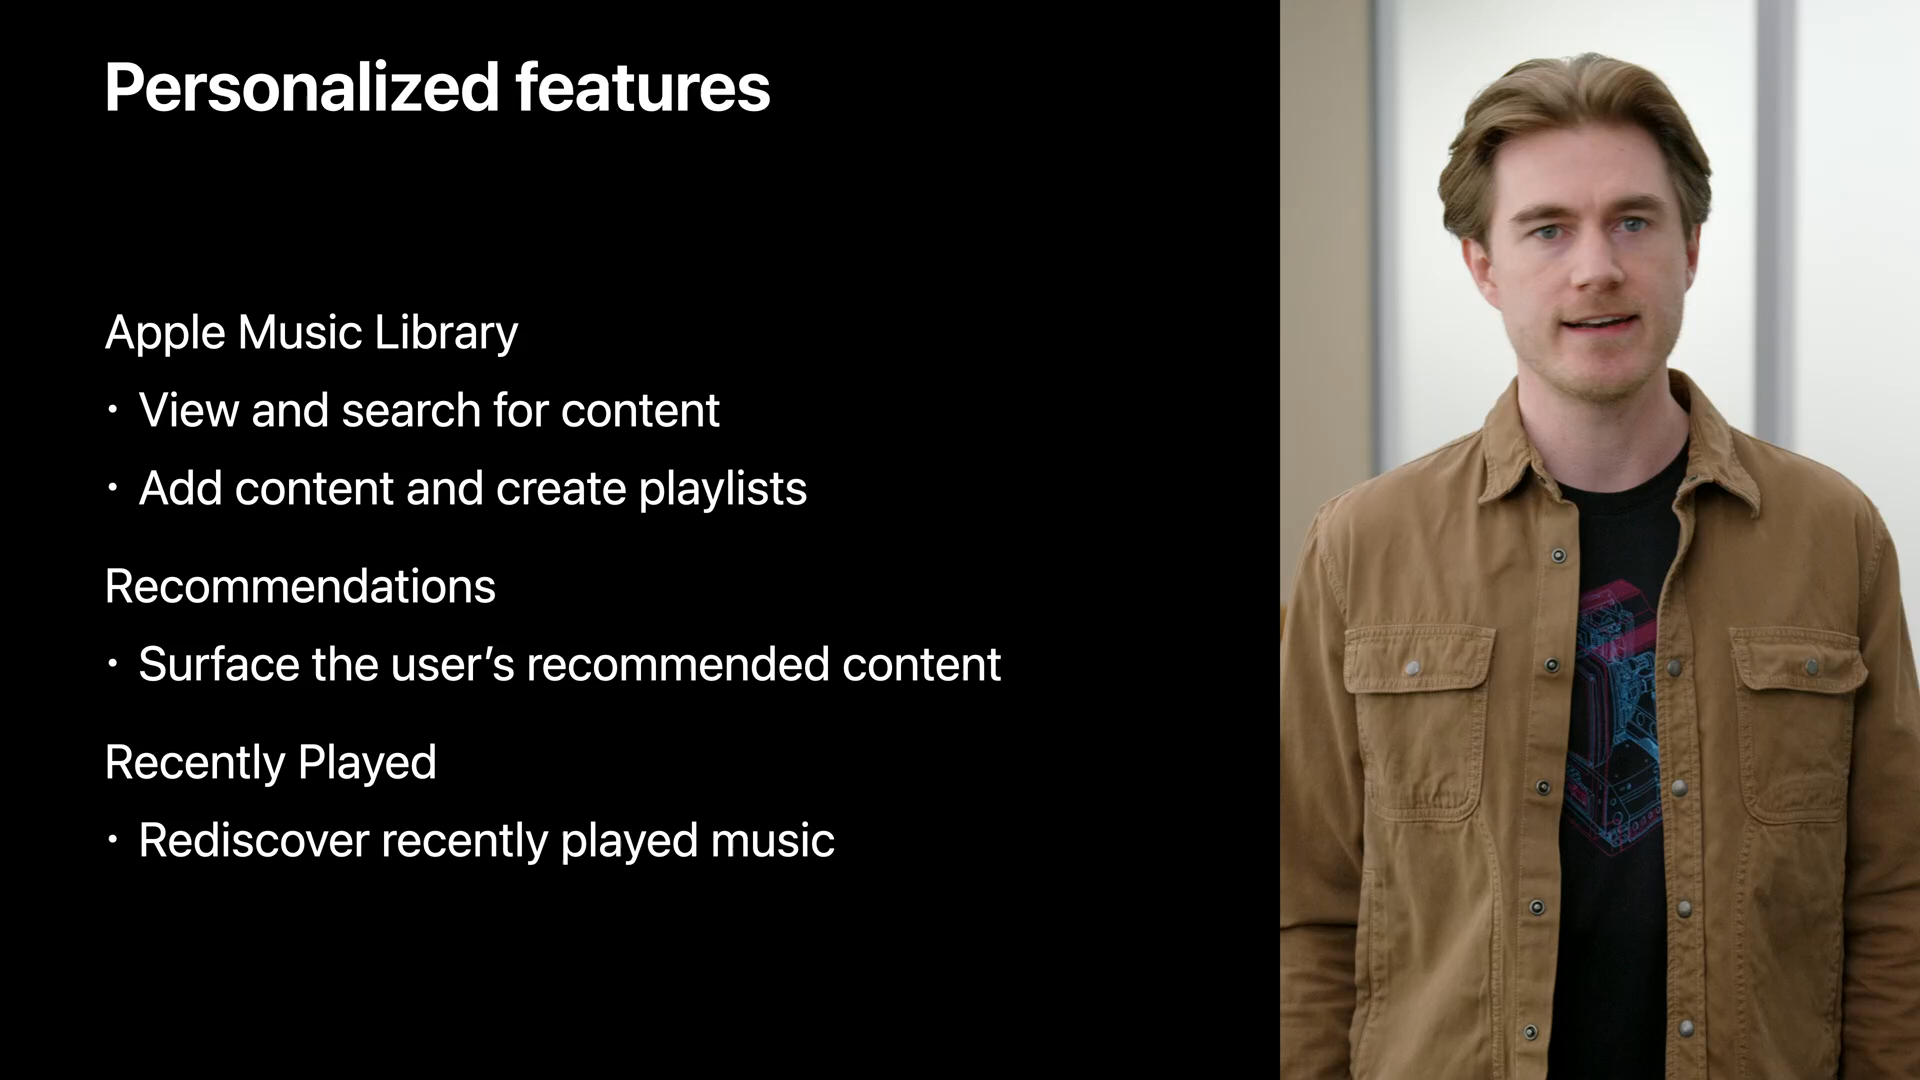 Personalized features
Apple Music Library
• View and search for content
• Add content and create playlists
Recommendations
• Surface the user’s recommended content
Recently Played
• Rediscover recently played music